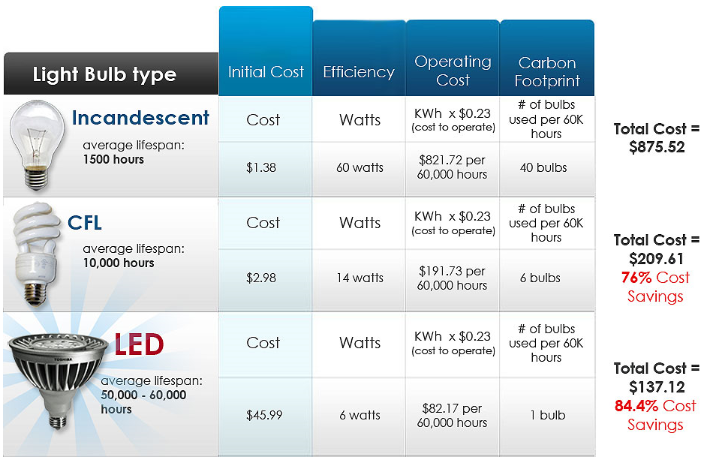 Light Bulb type
Initial Cost
Efficiency
Operating
Cost
Carbon
Footprint
Incandescent
average lifespan:
1500 hours
Cost
Watts
KWh x $0.23
(cost to operate)
# of bulbs
used per 60K
hours
$1.38
60 watts
$821.72 per
60,000 hours
40 bulbs
Total Cost =
$875.52
CFL
average lifespan:
10,000 hours
Cost
Watts
KWh x $0.23
(cost to operate)
# of bulbs
used per 60K
hours
$2.98
14 watts
$191.73 per
60,000 hours
6 bulbs
Total Cost =
$209.61
76% Cost
Savings
TOSHIBA
LED
average lifespan:
50,000 - 60,000
hours
Cost
Watts
KWh x $0.23
(cost to operate)
# of bulbs
used per 60K
hours
$45.99
6 watts
$82.17 per
60,000 hours
1 bulb
Total Cost =
$137.12
84.4% Cost
Savings